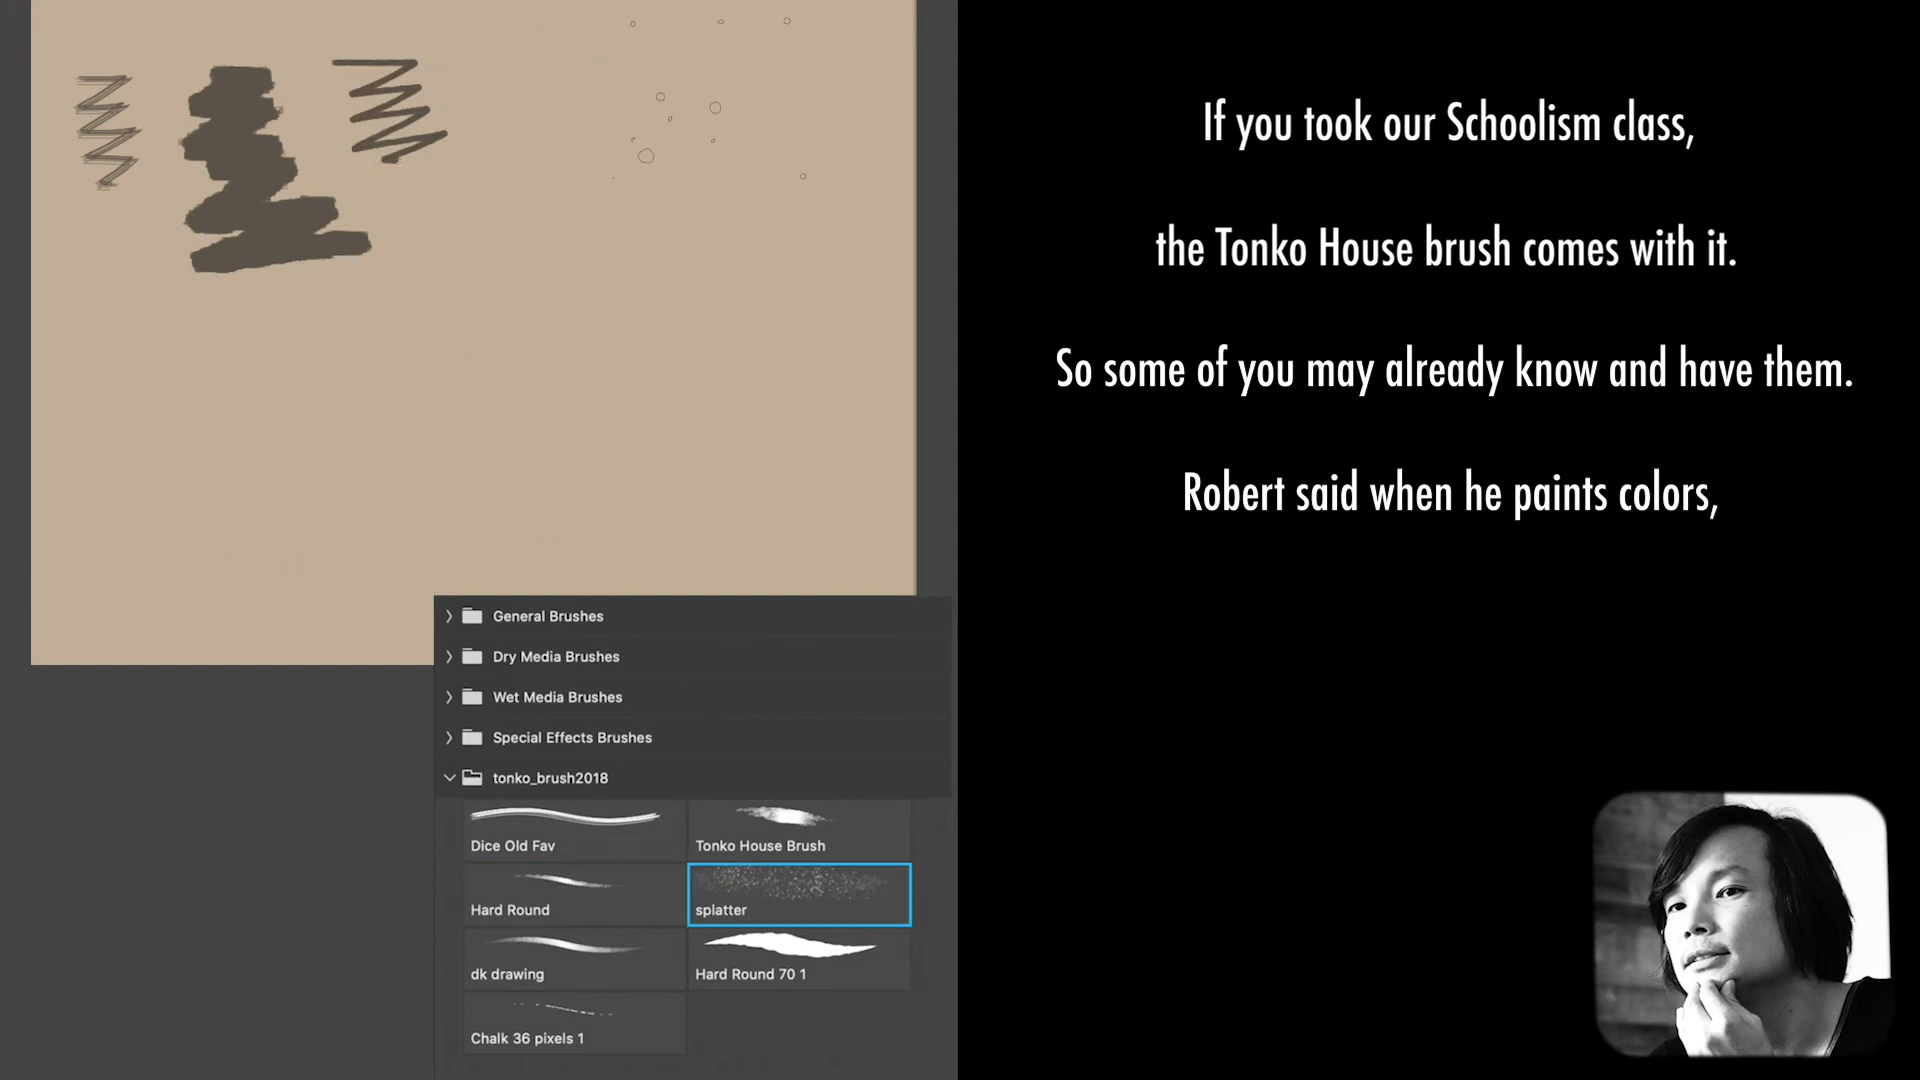 If you took our Schoolism class,
the Tonko House brush comes with it.
So some of you may already know and have them.
Robert said when he paints colors,
General Brushes
Dry Media Brushes
Wet Media Brushes
Special Effects Brushes
tonko_brush2018
Dice Old Fav
Tonko House Brush
Hard Round
splatter
dk drawing
Hard Round 70 1
Chalk 36 pixels 1